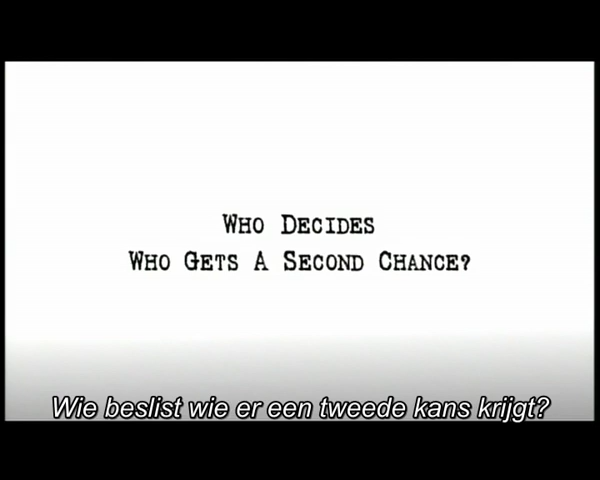 WHO DECIDES
WHO GETS A SECOND CHANCE?
Wie beslist wie er een tweede kans krijgt?